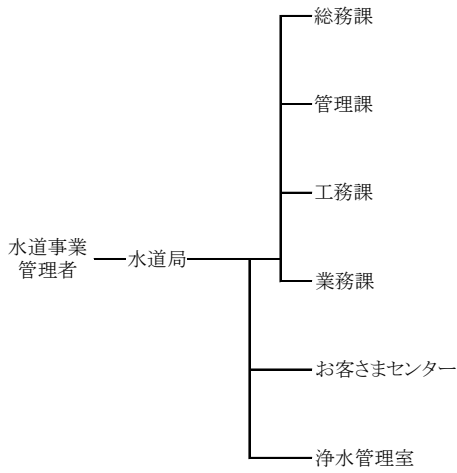 水道事業
管理者
水道局
総務課
管理課
工務課
業務課
お客さまセンター
浄水管理室